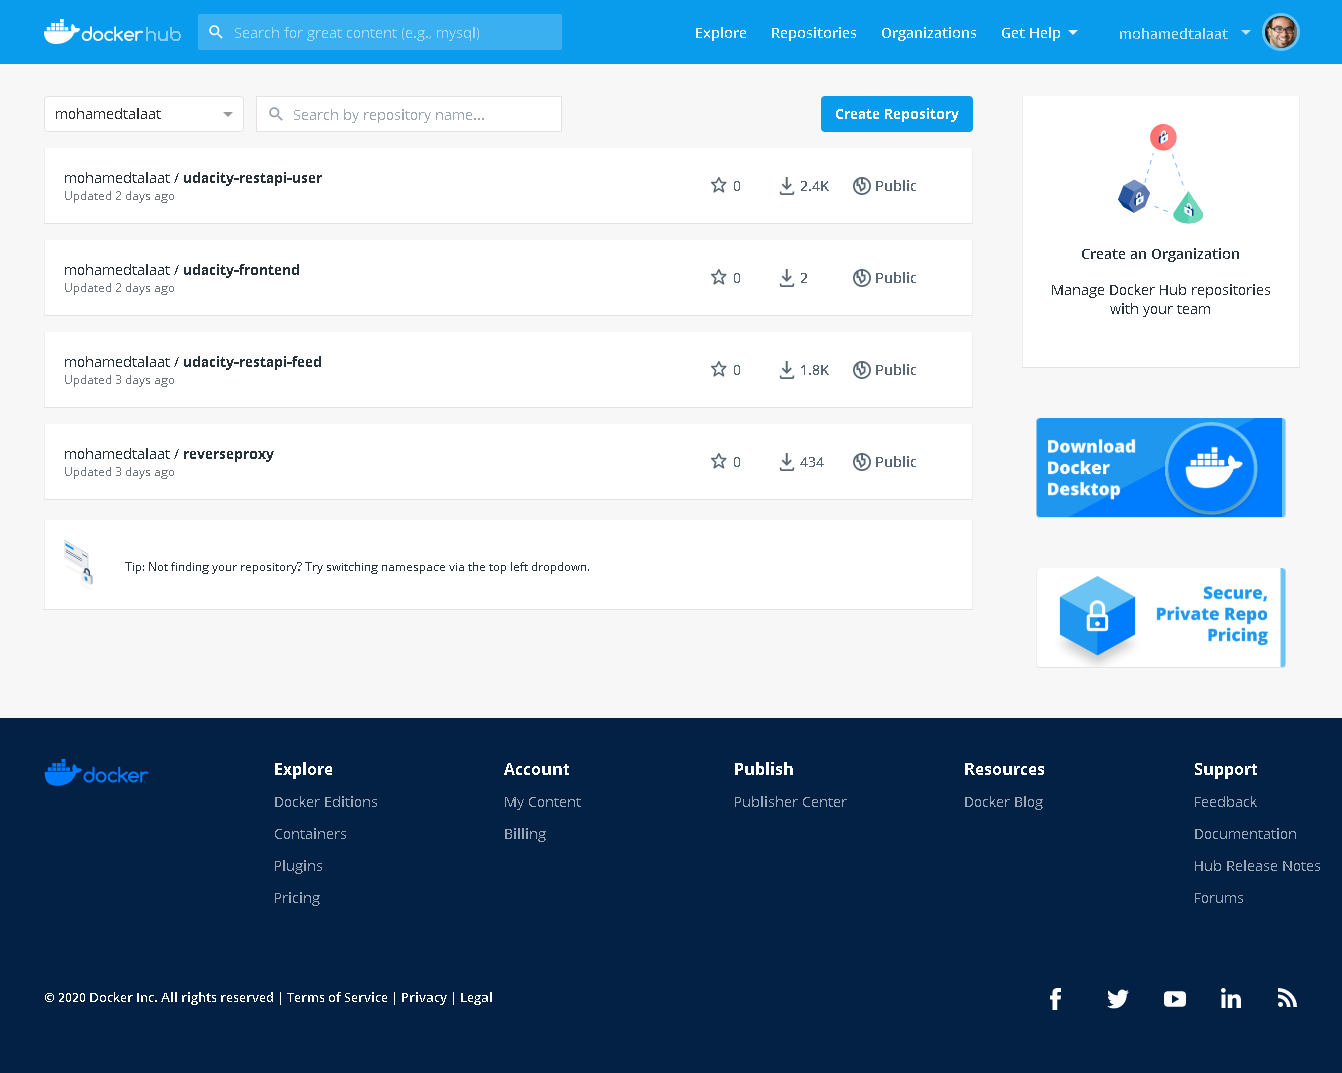 docker hub
Search for great content (e.g., mysql)
Explore
Repositories
Organizations
Get Help
mohamedtalaat
mohamedtalaat
Search by repository name...
Create Repository
mohamedtalaat / udacity-restapi-user
Updated 2 days ago
0
2.4K
Public
mohamedtalaat / udacity-frontend
Updated 2 days ago
0
2
Public
mohamedtalaat / udacity-restapi-feed
Updated 3 days ago
0
1.8K
Public
mohamedtalaat / reverseproxy
Updated 3 days ago
0
434
Public
Tip: Not finding your repository? Try switching namespace via the top left dropdown.
Create an Organization
Manage Docker Hub repositories
with your team
Download
Docker
Desktop
Secure,
Private Repo
Pricing
docker
Explore
Docker Editions
Containers
Plugins
Pricing
Account
My Content
Billing
Publish
Publisher Center
Resources
Docker Blog
Support
Feedback
Documentation
Hub Release Notes
Forums
© 2020 Docker Inc. All rights reserved | Terms of Service | Privacy | Legal